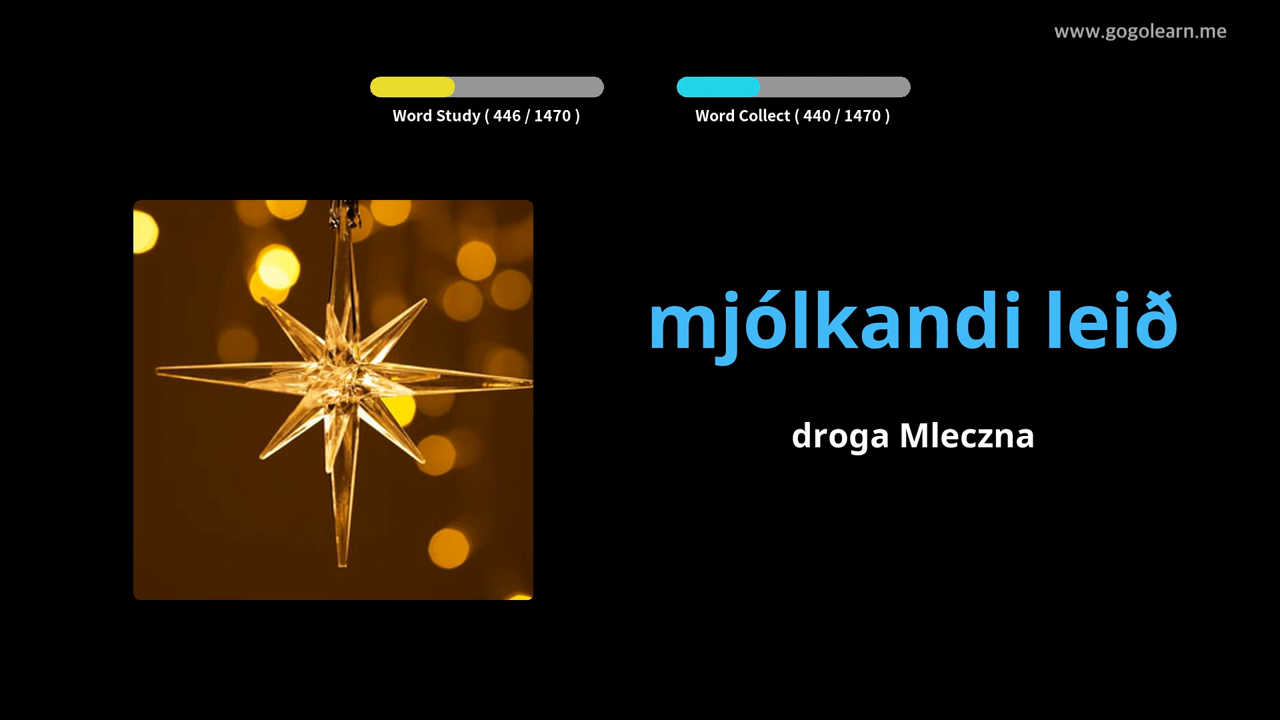 www.gogolearn.me
Word Study ( 446 / 1470 )
Word Collect ( 440 / 1470 )
mjólkandi leið
droga Mleczna